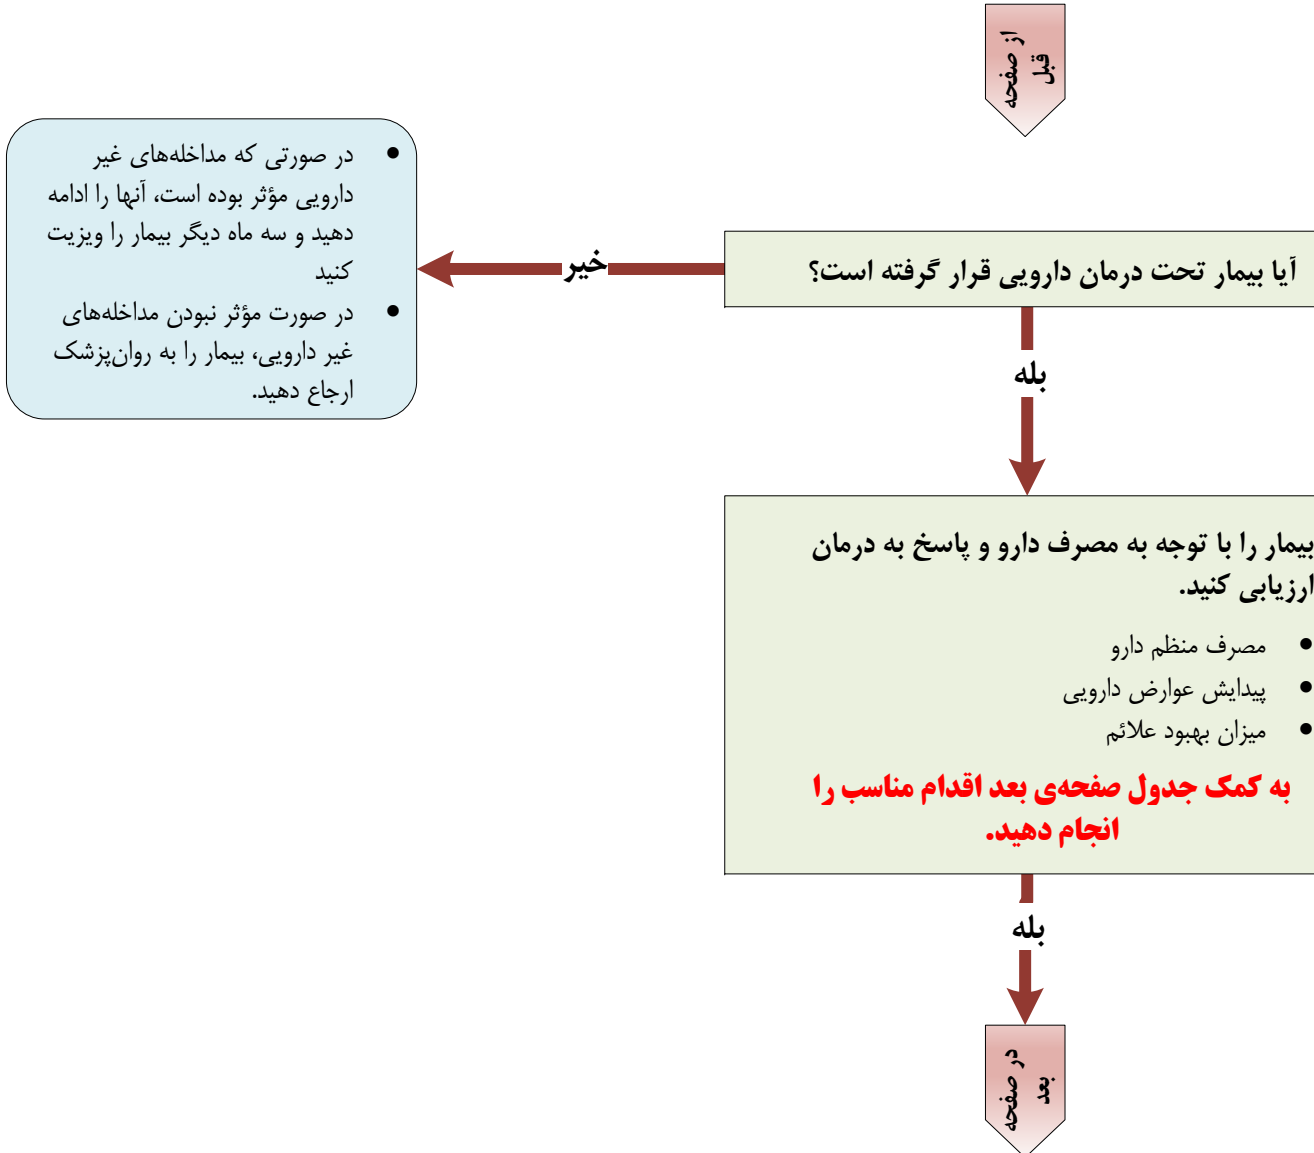 از صفحه
قبل
آیا بیمار تحت درمان دارویی قرار گرفته است؟
خیر
• در صورتی که مداخله‌های غیر
دارویی مؤثر بوده است، آنها را ادامه
دهید و سه ماه دیگر بیمار را ویزیت
کنید
• در صورت مؤثر نبودن مداخله‌های
غیر دارویی، بیمار را به روان‌پزشک
ارجاع دهید.
بله
بیمار را با توجه به مصرف دارو و پاسخ به درمان
ارزیابی کنید.
• مصرف منظم دارو
• پیدایش عوارض دارویی
• میزان بهبود علائم
به کمک جدول صفحه‌ی بعد اقدام مناسب را
انجام دهید.
بله
در صفحه
بعد